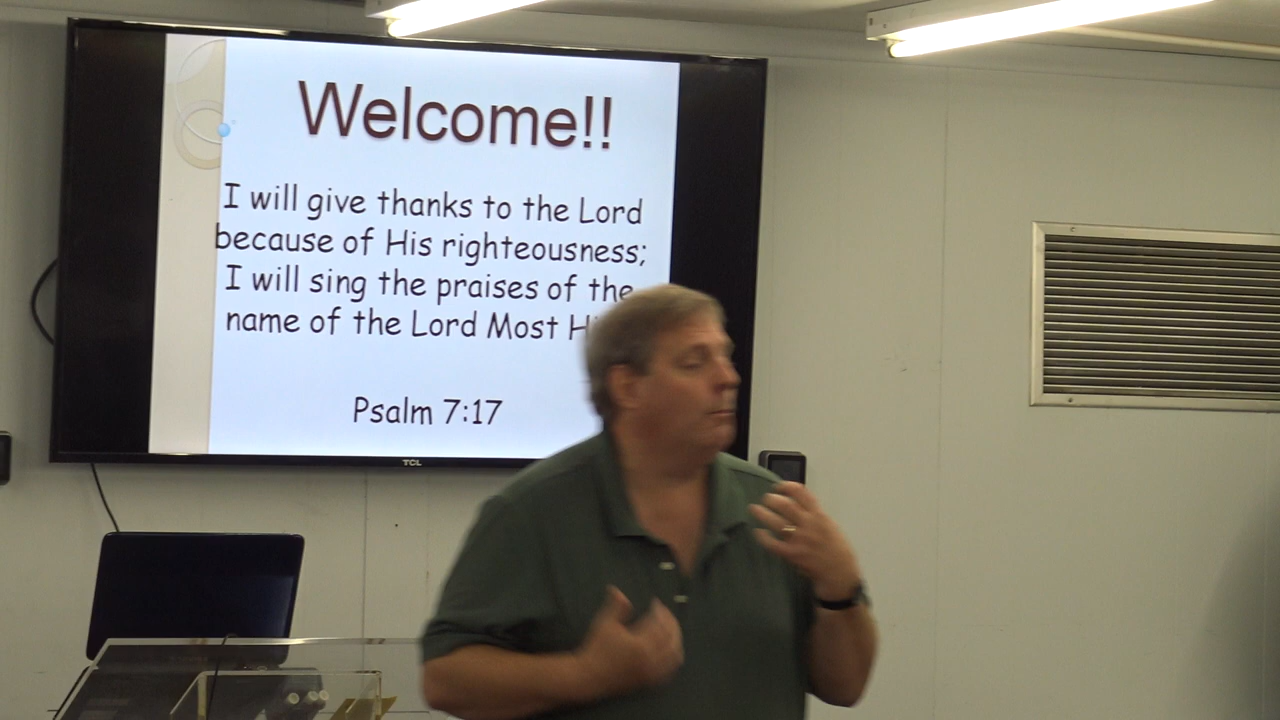 Welcome!!
I will give thanks to the Lord
because of His righteousness;
I will sing the praises of the
name of the Lord Most
Psalm 7:17
TCL